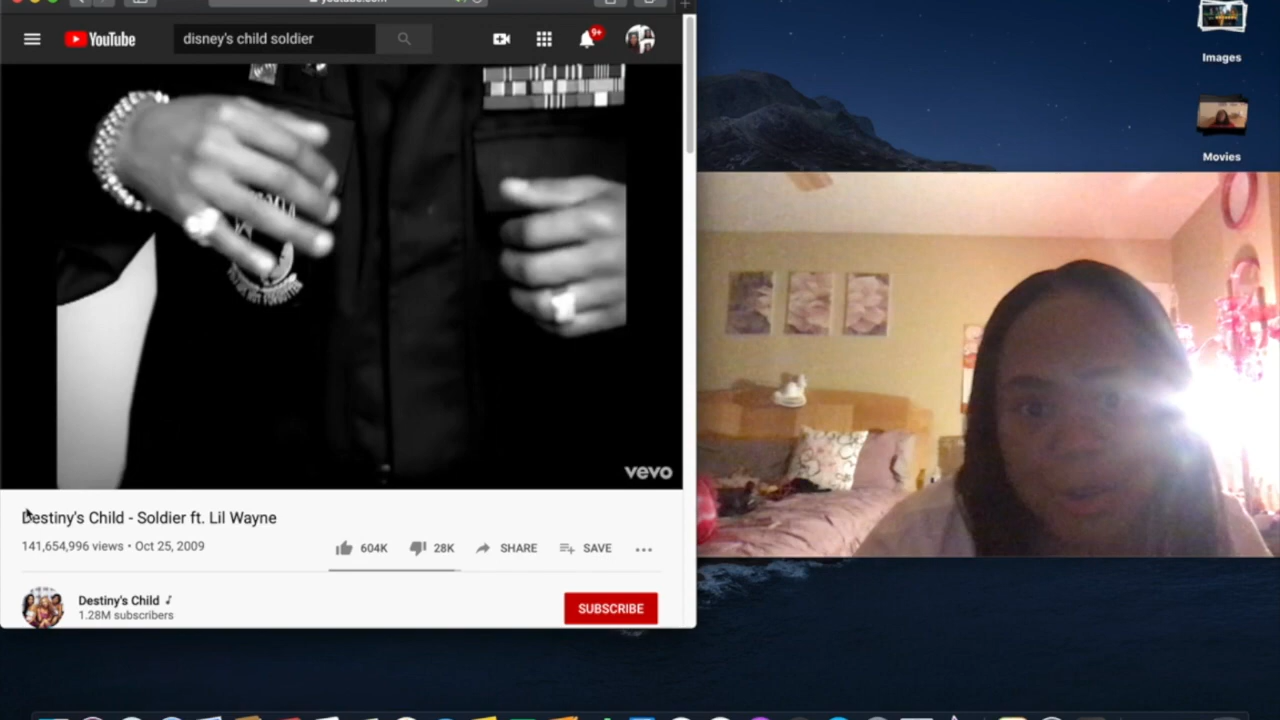 YouTube
disney's child soldier
9+
Images
Movies
vevo
Destiny's Child - Soldier ft. Lil Wayne
141,654,996 views • Oct 25, 2009
604K
28K
SHARE
SAVE
Destiny's Child
1.28M subscribers
SUBSCRIBE